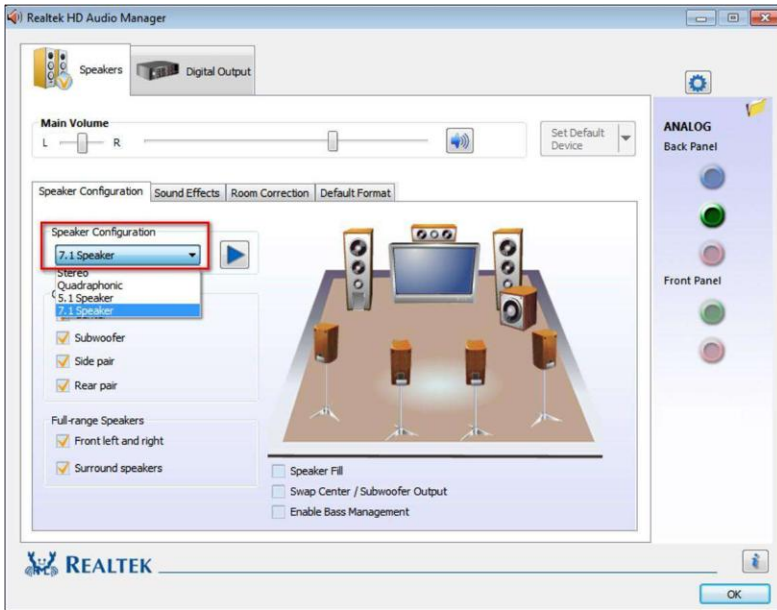 Realtek HD Audio Manager
Speakers
Digital Output
Main Volume
L
R
Set Default
Device
ANALOG
Back Panel
Speaker Configuration
Sound Effects
Room Correction
Default Format
Speaker Configuration
7.1 Speaker
Stereo
Quadraphonic
5.1 Speaker
7.1 Speaker
Subwoofer
Side pair
Rear pair
Full-range Speakers
Front left and right
Surround speakers
Speaker Fill
Swap Center / Subwoofer Output
Enable Bass Management
Front Panel
REALTEK
OK